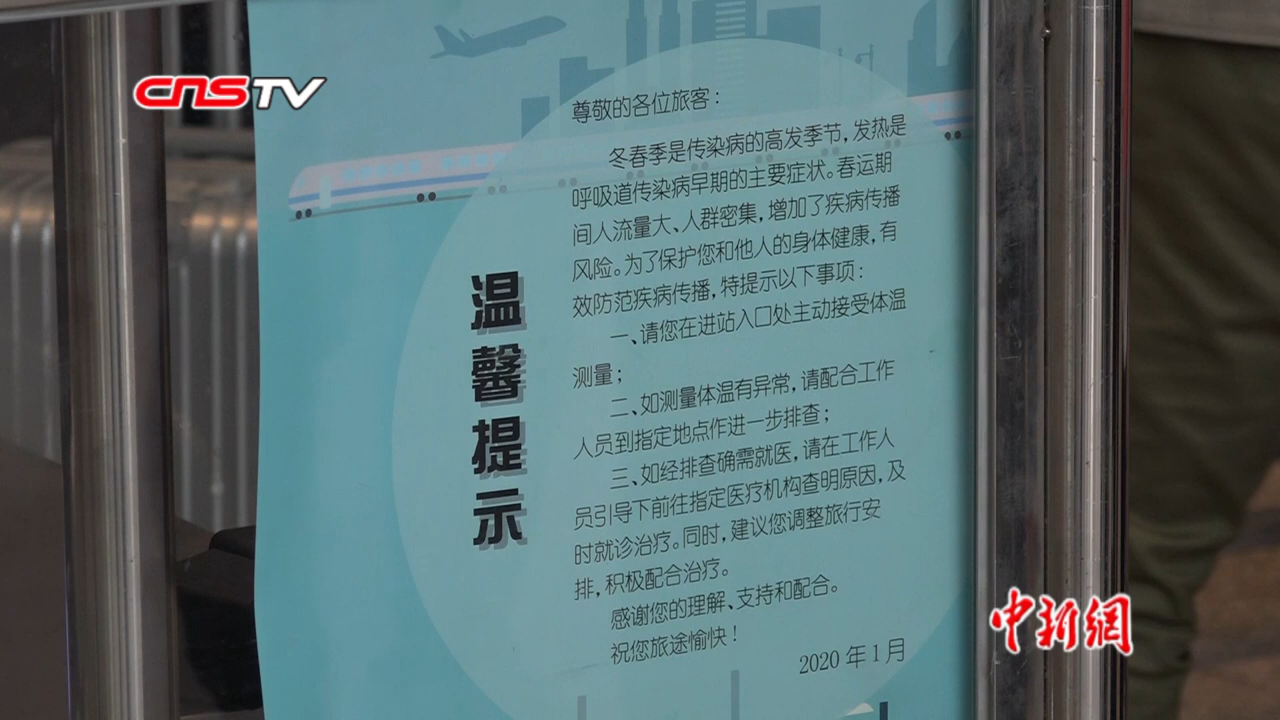 CNSTV
尊敬的各位旅客：
冬春季是传染病的高发季节，发热是
呼吸道传染病早期的主要症状。春运期
间人流量大、人群密集，增加了疾病传播
风险。为了保护您和他人的身体健康，有
效防范疾病传播，特提示以下事项：
一、请您在进站入口处主动接受体温
测量；
二、如测量体温有异常，请配合工作
人员到指定地点作进一步排查；
三、如经排查确需就医，请在工作人
员引导下前往指定医疗机构查明原因，及
时就诊治疗。同时，建议您调整旅行安
排，积极配合治疗。
感谢您的理解、支持和配合。
祝您旅途愉快！
2020年1月
温馨提示
中新網